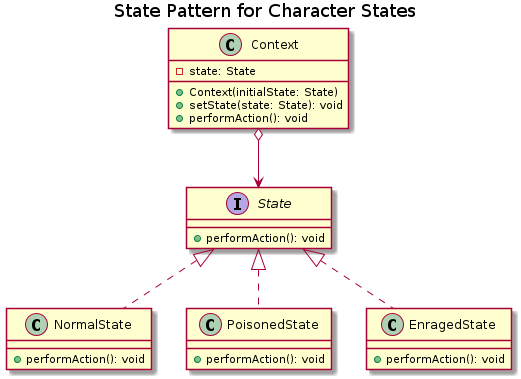 State Pattern for Character States
C Context
state: State
Context(initialState: State)
setState(state: State): void
performAction(): void
I State
performAction(): void
C NormalState
performAction(): void
C PoisonedState
performAction(): void
C EnragedState
performAction(): void